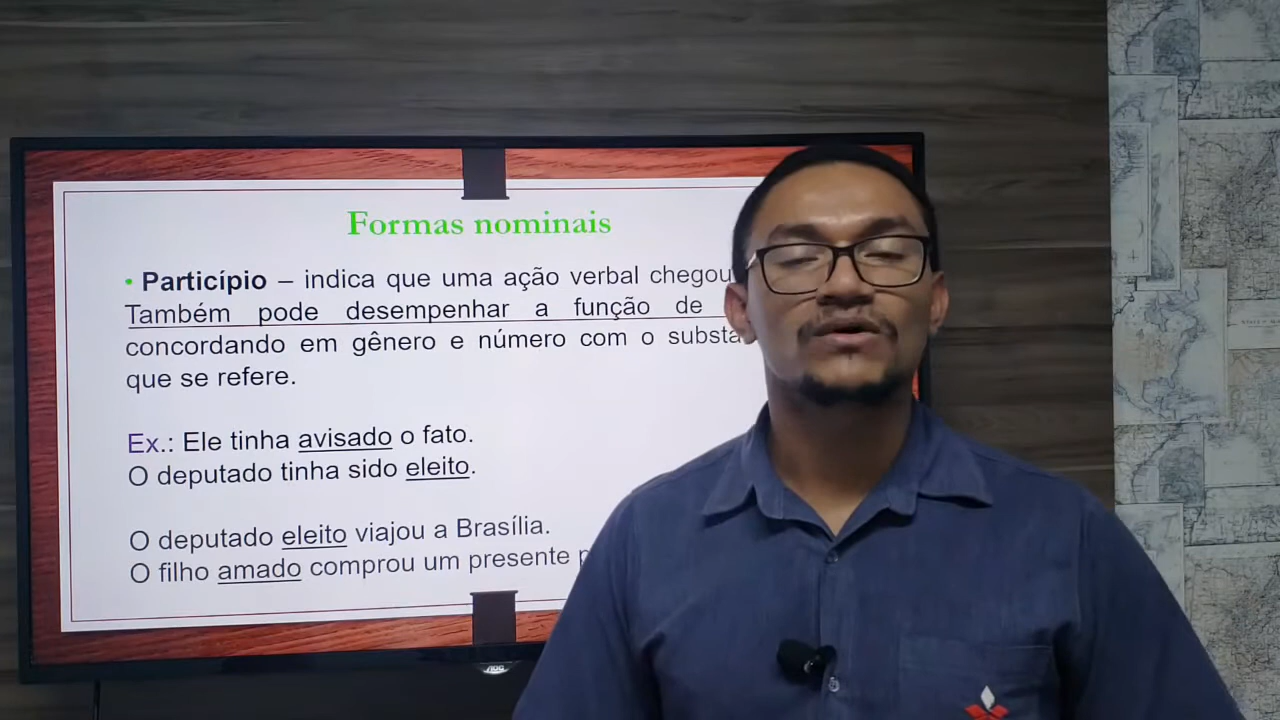 Formas nominais
• Particípio – indica que uma ação verbal chegou
Também pode desempenhar a função de
concordando em gênero e número com o substa
que se refere.
Ex.: Ele tinha avisado o fato.
O deputado tinha sido eleito.
O deputado eleito viajou a Brasília.
O filho amado comprou um presente
AOC